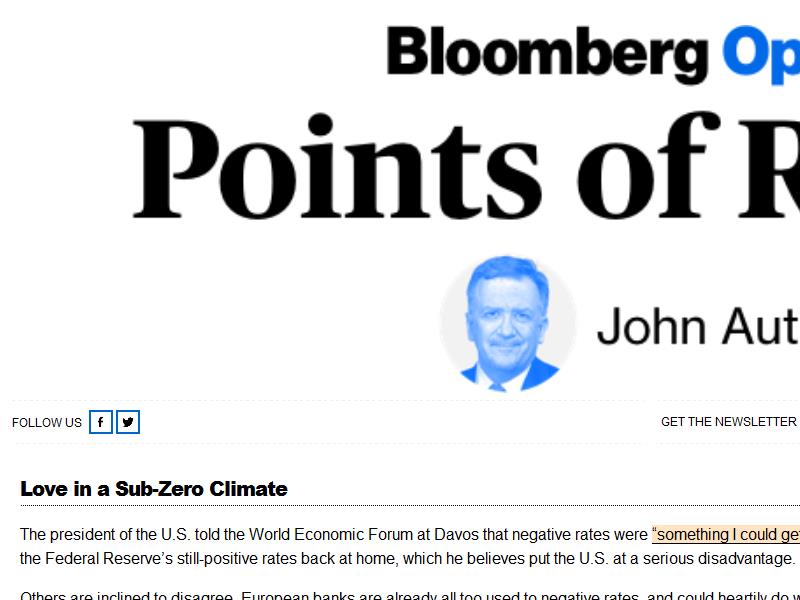 Bloomberg Op
Points of R
John Aut
FOLLOW US
GET THE NEWSLETTER
Love in a Sub-Zero Climate
The president of the U.S. told the World Economic Forum at Davos that negative rates were “something I could get
the Federal Reserve’s still-positive rates back at home, which he believes put the U.S. at a serious disadvantage.
Others are inclined to disagree. European banks are already all too used to negative rates, and could heartily do w